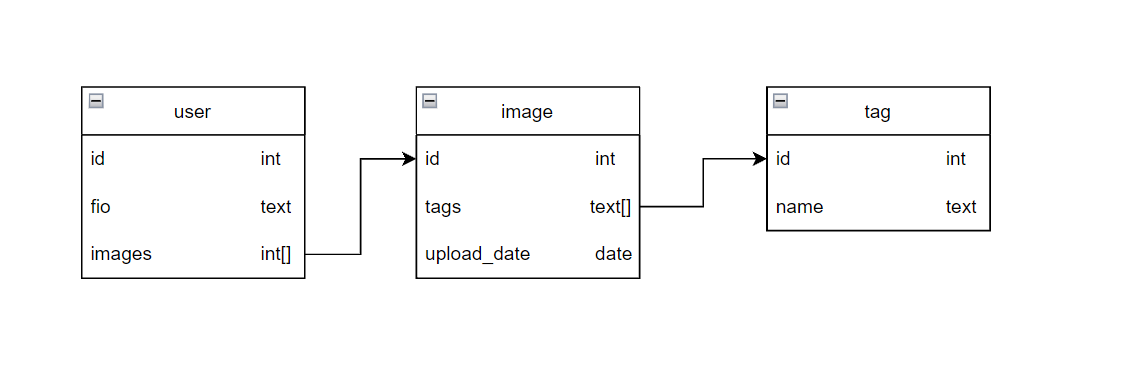 user
id int
fio text
images int[]
image
id int
tags text[]
upload_date date
tag
id int
name text